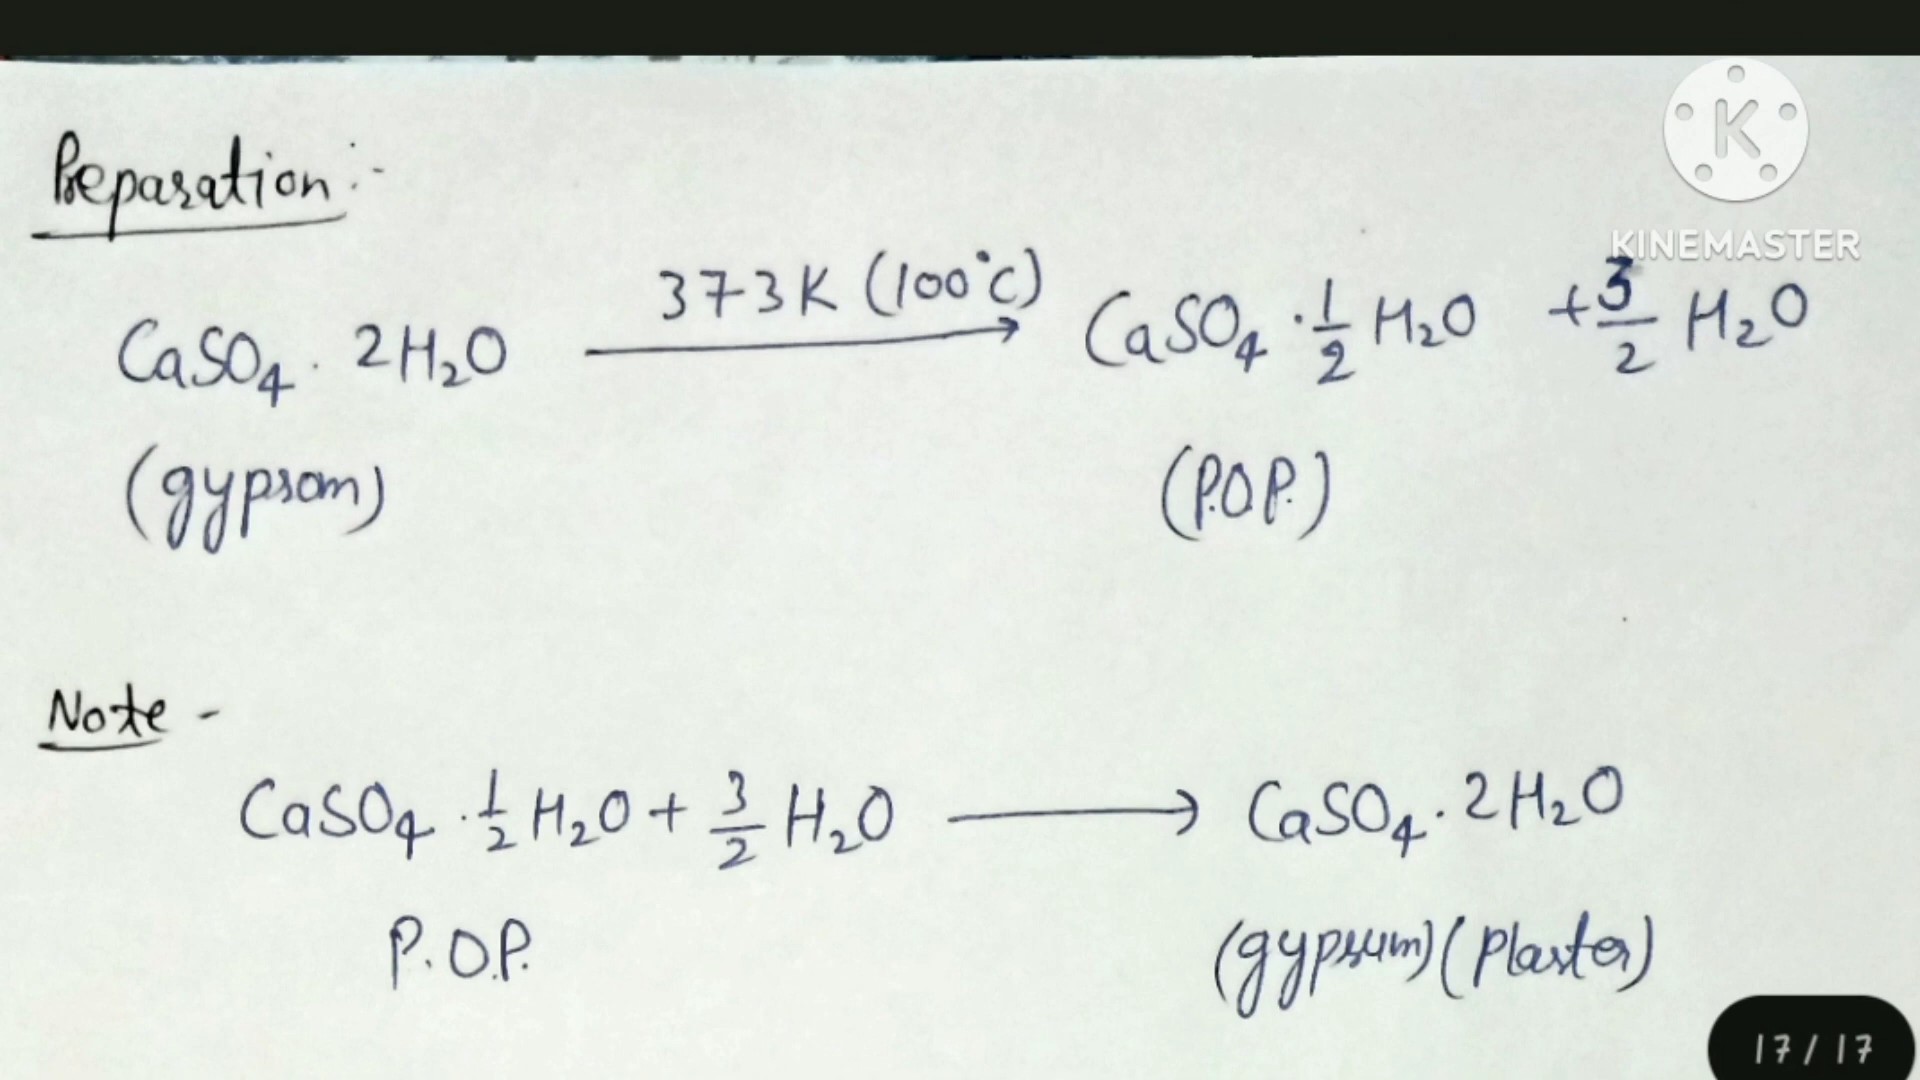 Preparation:-
K
KINEMASTER
373K (100°C)
CaSO₄ · 2H₂O ⟶ CaSO₄ · 1/2 H₂O + 3/2 H₂O
(gypsom) (P.O.P.)
Note -
CaSO₄ · 1/2 H₂O + 3/2 H₂O ⟶ CaSO₄ . 2H₂O
P.O.P. (gypsum) (Plaster)
17/17